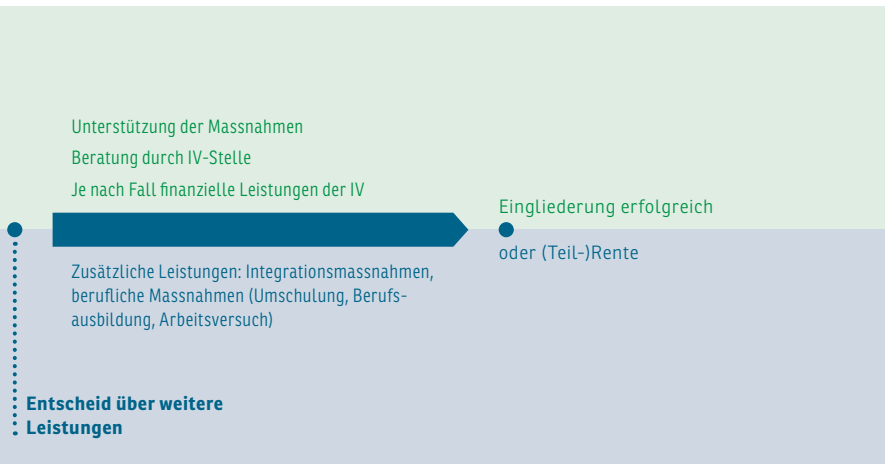 Unterstützung der Massnahmen
Beratung durch IV-Stelle
Je nach Fall finanzielle Leistungen der IV
Eingliederung erfolgreich
oder (Teil-)Rente
Zusätzliche Leistungen: Integrationsmassnahmen,
berufliche Massnahmen (Umschulung, Berufs-
ausbildung, Arbeitsversuch)
Entscheid über weitere
Leistungen